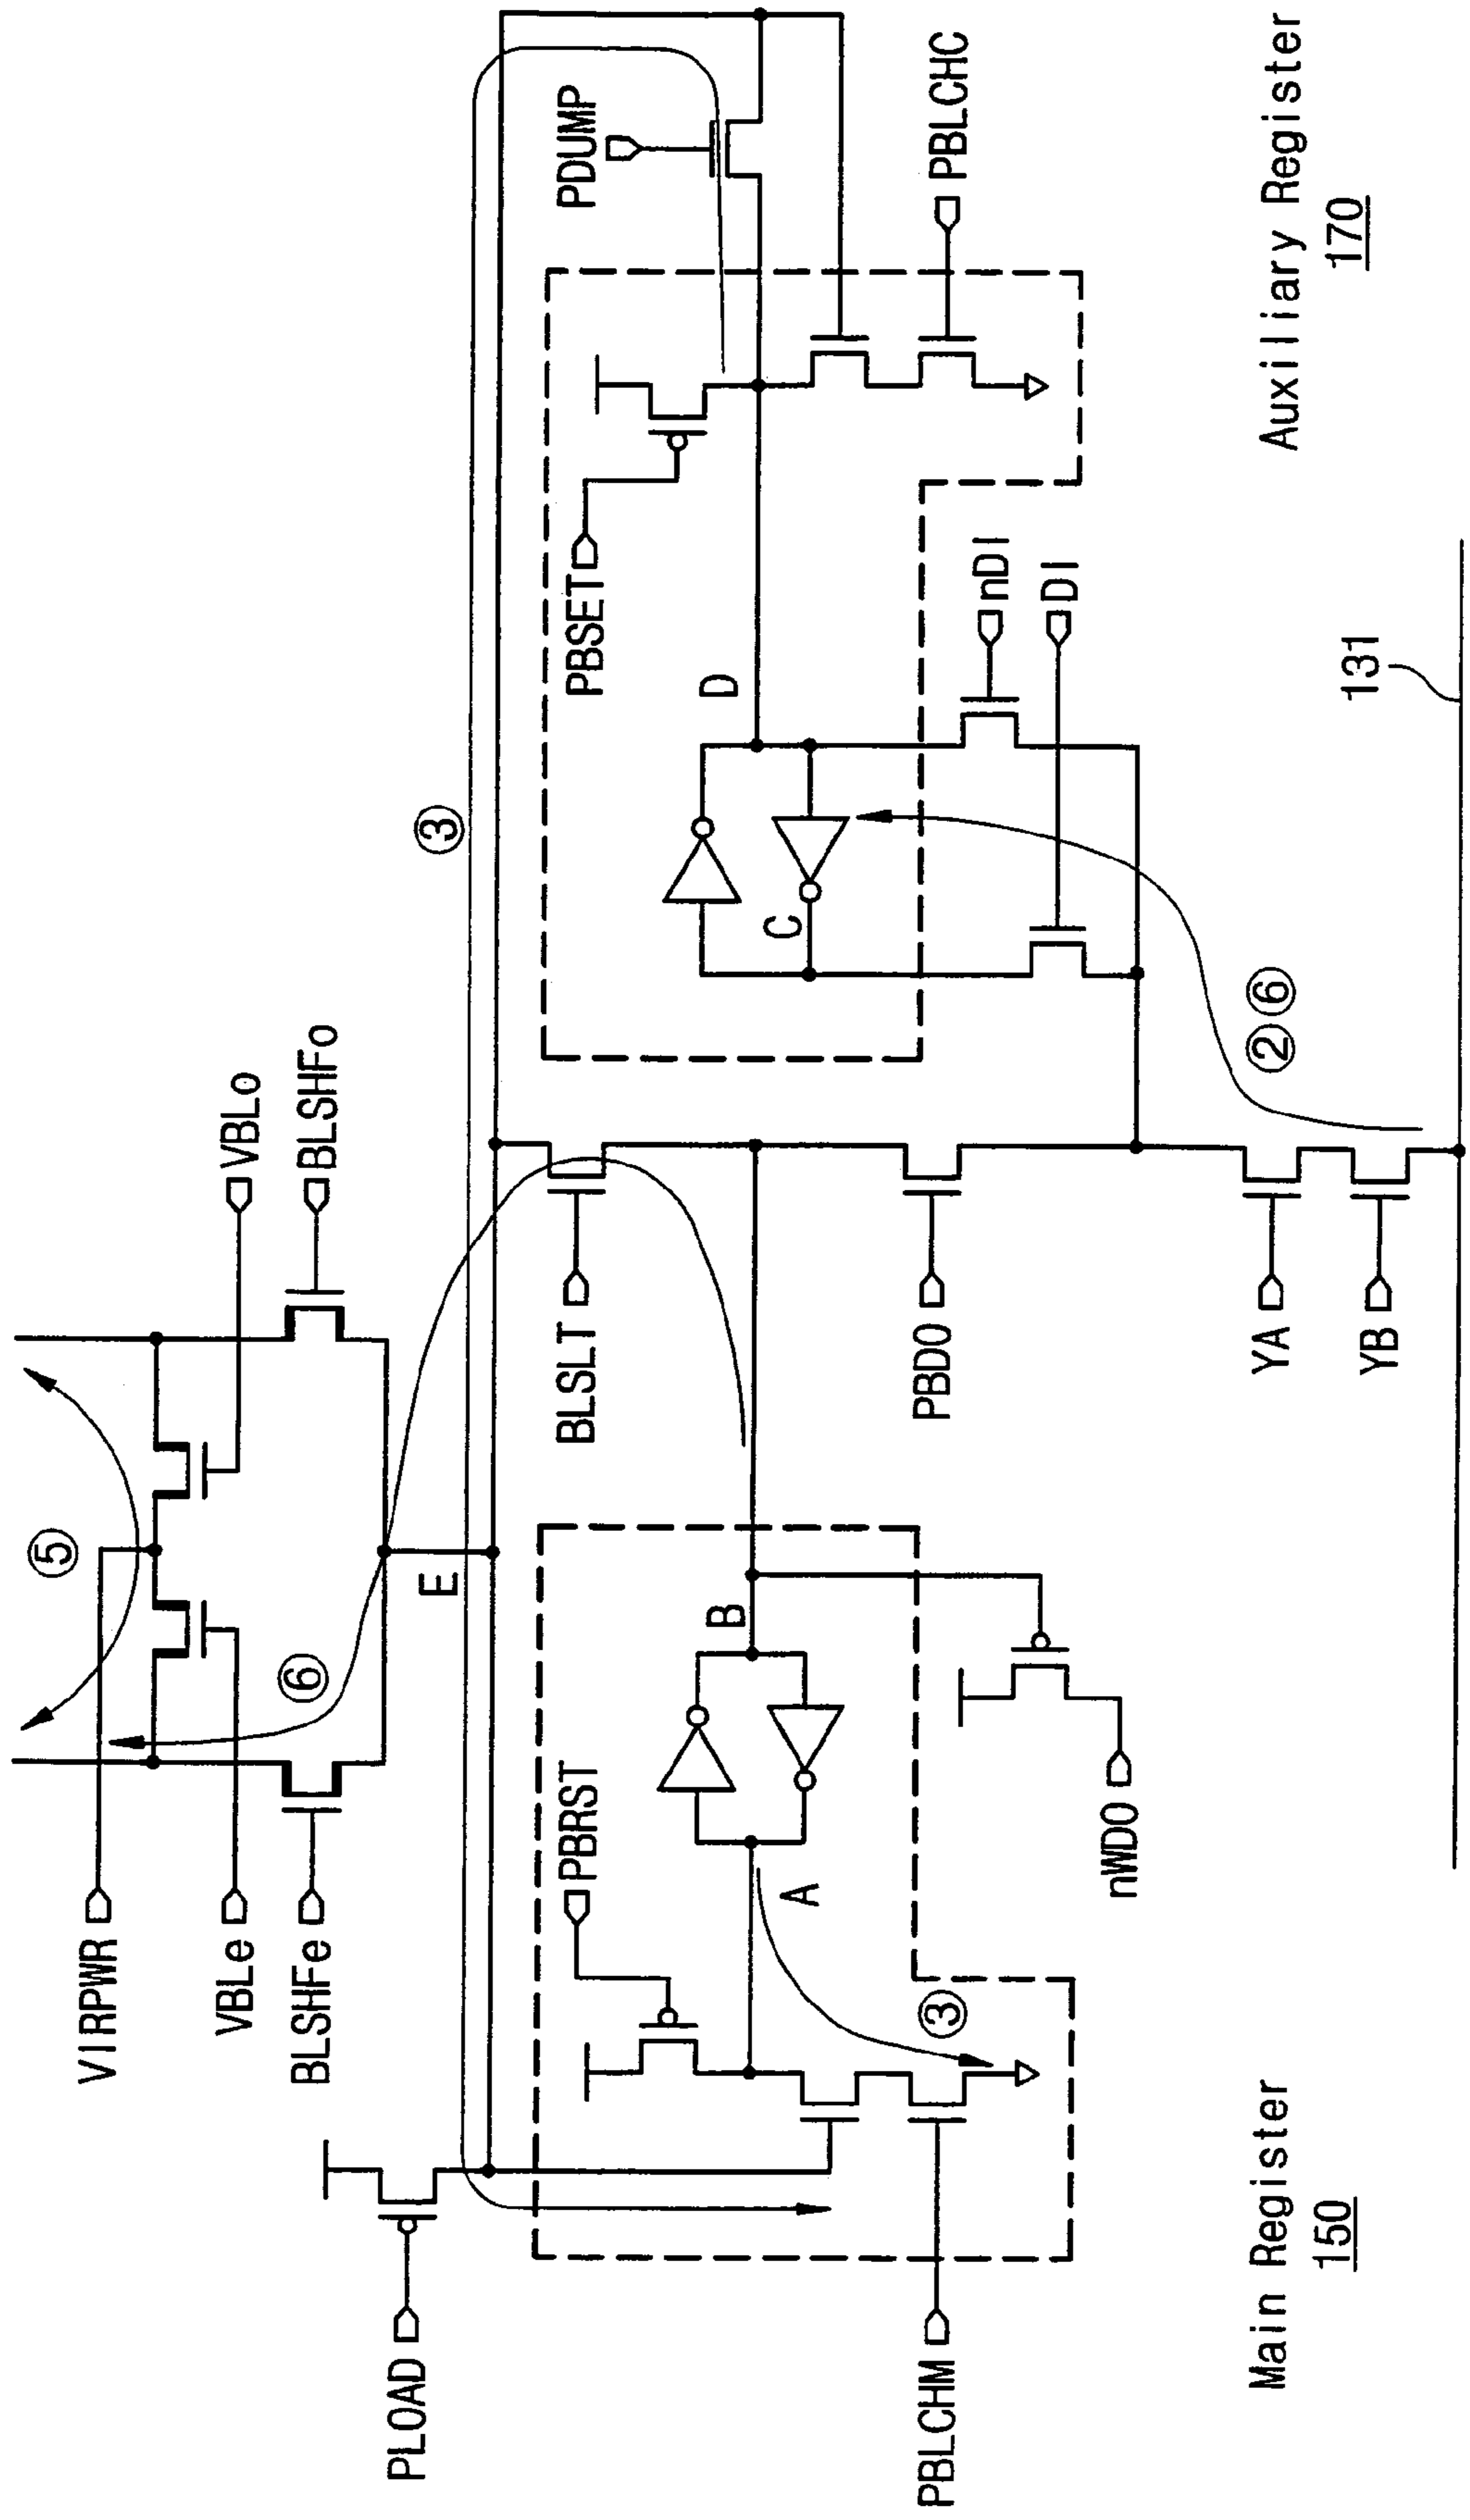 VIRPWR
VBLe
BLSHFe
VBLo
BLSHFo
⑤
⑥
E
③
PLOAD
PBRST
BLSLT
PBSET
PDUMP
A
B
C
D
③
PBLCHM
nWDO
PBDO
nDI
DI
PBLCHC
YA
YB
②⑥
131
Main Register
150
Auxiliary Register
170